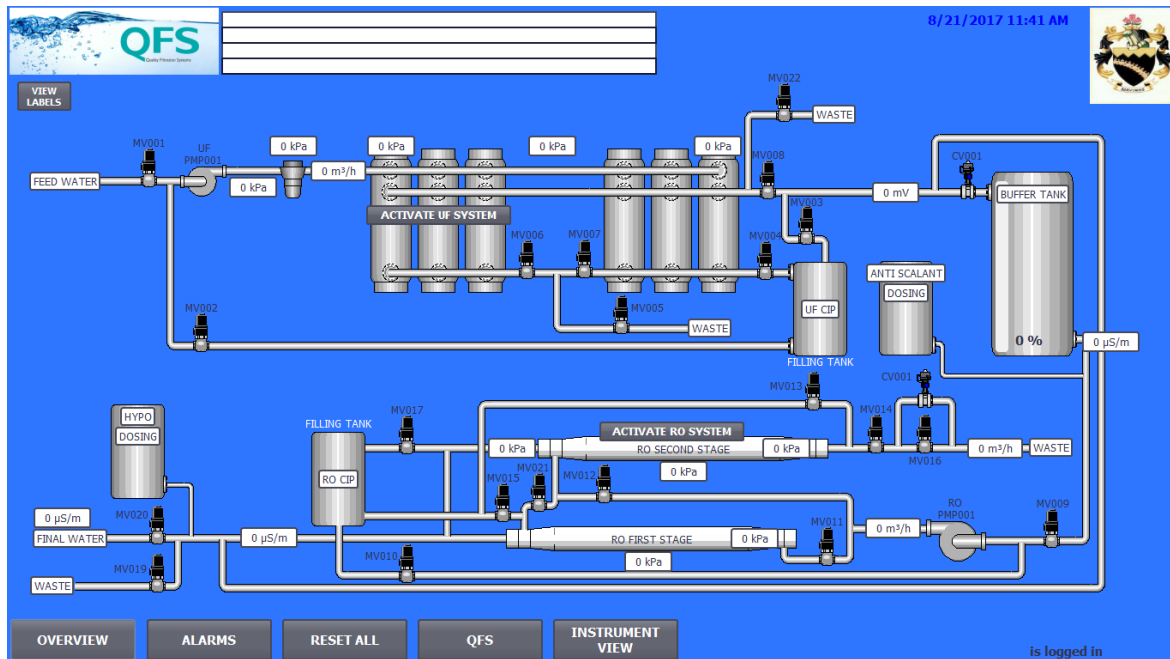 QFS
Quality Filtration Systems
8/21/2017 11:41 AM
VIEW
LABELS
MV022
WASTE
MV001
UF
PMP001
0 kPa
0 kPa
0 kPa
0 kPa
MV008
CV001
FEED WATER
0 kPa
0 m³/h
MV003
0 mV
BUFFER TANK
ACTIVATE UF SYSTEM
MV006
MV007
MV004
ANTI SCALANT
DOSING
MV002
MV005
UF CIP
WASTE
0 %
0 µS/m
FILLING TANK
MV013
CV001
HYPO
DOSING
FILLING TANK
MV017
ACTIVATE RO SYSTEM
MV014
0 kPa
RO SECOND STAGE
0 kPa
MV016
0 m³/h
WASTE
RO CIP
MV015
MV021
MV012
0 kPa
RO
PMP001
MV009
0 µS/m
MV020
MV011
0 m³/h
FINAL WATER
0 µS/m
RO FIRST STAGE
0 kPa
MV010
0 kPa
MV019
WASTE
OVERVIEW
ALARMS
RESET ALL
QFS
INSTRUMENT
VIEW
is logged in